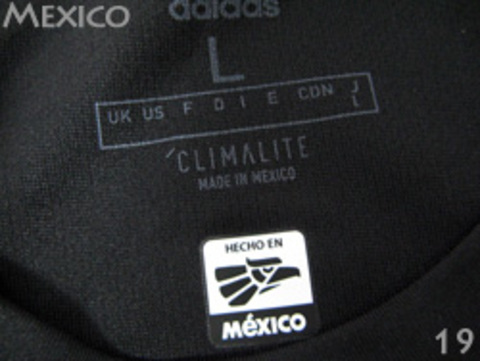 MEXICO
adidas
L
UK US F D I E CDN J
L
CLIMALITE
MADE IN MEXICO
HECHO EN
MéXICO
19